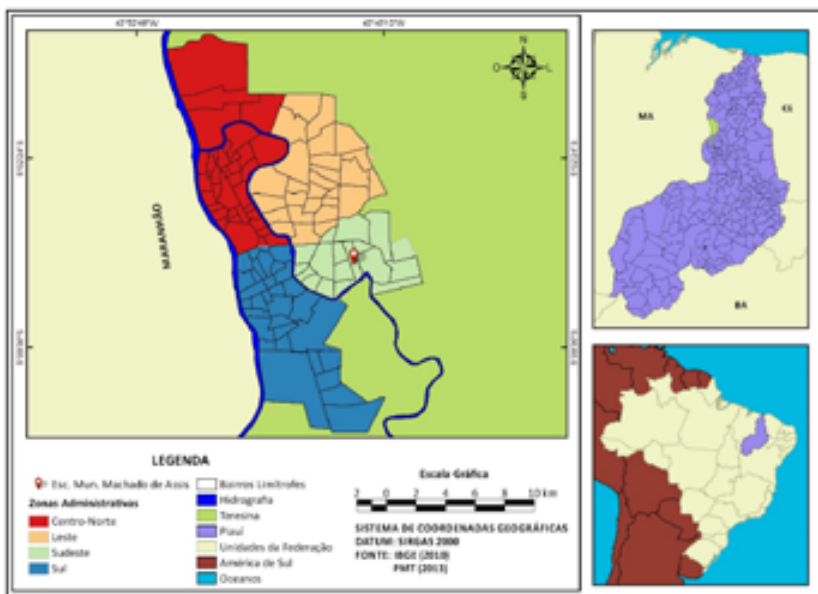 N
O L
S
MARANHÃO
MA
BA
LEGENDA
Esc. Mun. Machado de Assis
Zonas Administrativas
Centro-Norte
Leste
Sudeste
Sul
Bairros Limítrofes
Hidrografia
Teresina
Piauí
Unidades da Federação
América de Sul
Oceanos
Escala Gráfica
2 0 2 4 6 8 10 km
SISTEMA DE COORDENADAS GEOGRÁFICAS
DATUM: SIRGAS 2000
FONTE: IBGE (2010)
PMT (2013)